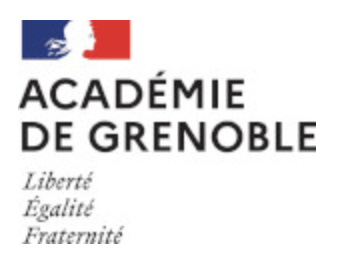 ACADÉMIE
DE GRENOBLE
Liberté
Égalité
Fraternité